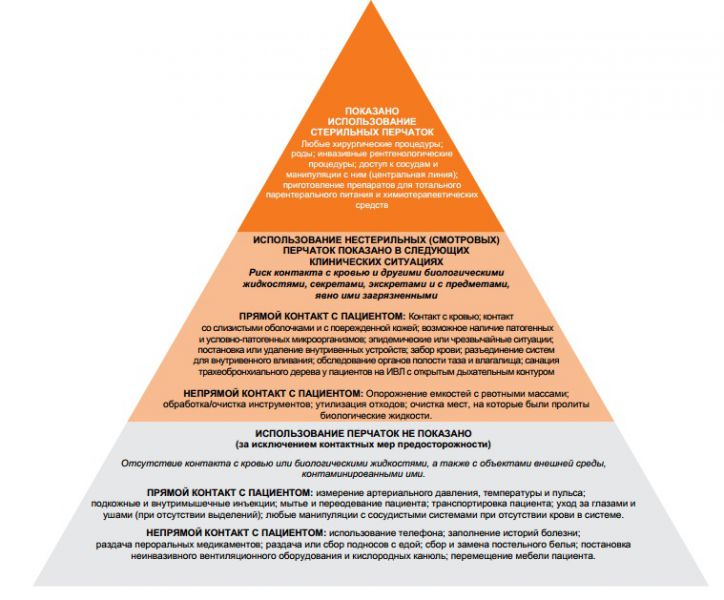 ПОКАЗАНО
ИСПОЛЬЗОВАНИЕ
СТЕРИЛЬНЫХ ПЕРЧАТОК
Любые хирургические процедуры;
роды; инвазивные рентгенологические
процедуры; доступ к сосудам и
манипуляции с ним (центральная линия);
приготовление препаратов для тотального
парентерального питания и химиотерапевтических
средств
ИСПОЛЬЗОВАНИЕ НЕСТЕРИЛЬНЫХ (СМОТРОВЫХ)
ПЕРЧАТОК ПОКАЗАНО В СЛЕДУЮЩИХ
КЛИНИЧЕСКИХ СИТУАЦИЯХ
Риск контакта с кровью и другими биологическими
жидкостями, секретами, экскретами и с предметами,
явно ими загрязненными
ПРЯМОЙ КОНТАКТ С ПАЦИЕНТОМ: Контакт с кровью; контакт
со слизистыми оболочками и с поврежденной кожей; возможное наличие патогенных
и условно-патогенных микроорганизмов; эпидемические или чрезвычайные ситуации;
постановка или удаление внутривенных устройств; забор крови; разъединение систем
для внутривенного вливания; обследование органов полости таза и влагалища; санация
трахеобронхиального дерева у пациентов на ИВЛ с открытым дыхательным контуром
НЕПРЯМОЙ КОНТАКТ С ПАЦИЕНТОМ: Опорожнение емкостей с рвотными массами;
обработка/очистка инструментов; утилизация отходов; очистка мест, на которые были пролиты
биологические жидкости.
ИСПОЛЬЗОВАНИЕ ПЕРЧАТОК НЕ ПОКАЗАНО
(за исключением контактных мер предосторожности)
Отсутствие контакта с кровью или биологическими жидкостями, а также с объектами внешней среды,
контаминированными ими.
ПРЯМОЙ КОНТАКТ С ПАЦИЕНТОМ: измерение артериального давления, температуры и пульса;
подкожные и внутримышечные инъекции; мытье и переодевание пациента; транспортировка пациента; уход за глазами и
ушами (при отсутствии выделений); любые манипуляции с сосудистыми системами при отсутствии крови в системе.
НЕПРЯМОЙ КОНТАКТ С ПАЦИЕНТОМ: использование телефона; заполнение историй болезни;
раздача пероральных медикаментов; раздача или сбор подносов с едой; сбор и замена постельного белья; постановка
неинвазивного вентиляционного оборудования и кислородных канюль; перемещение мебели пациента.